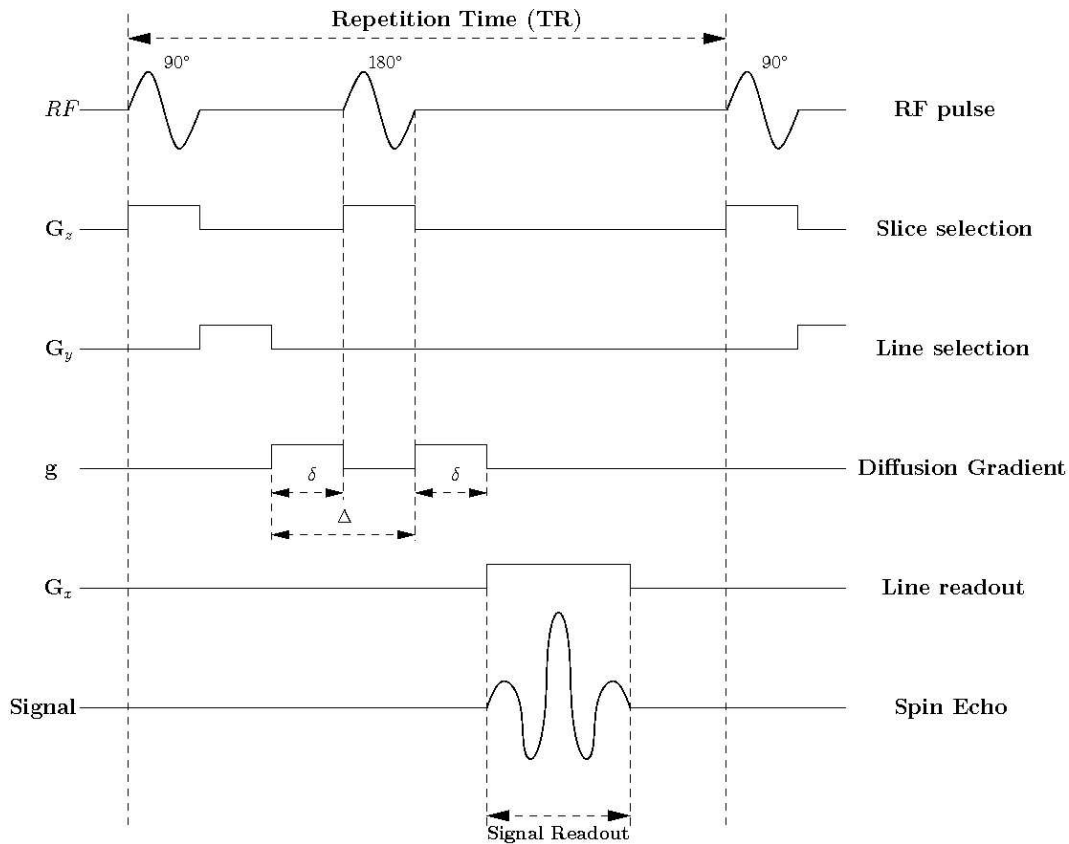 Repetition Time (TR)
90° 180° 90°
RF RF pulse
G_z Slice selection
G_y Line selection
g Diffusion Gradient
δ δ
Δ
G_x Line readout
Signal Spin Echo
Signal Readout